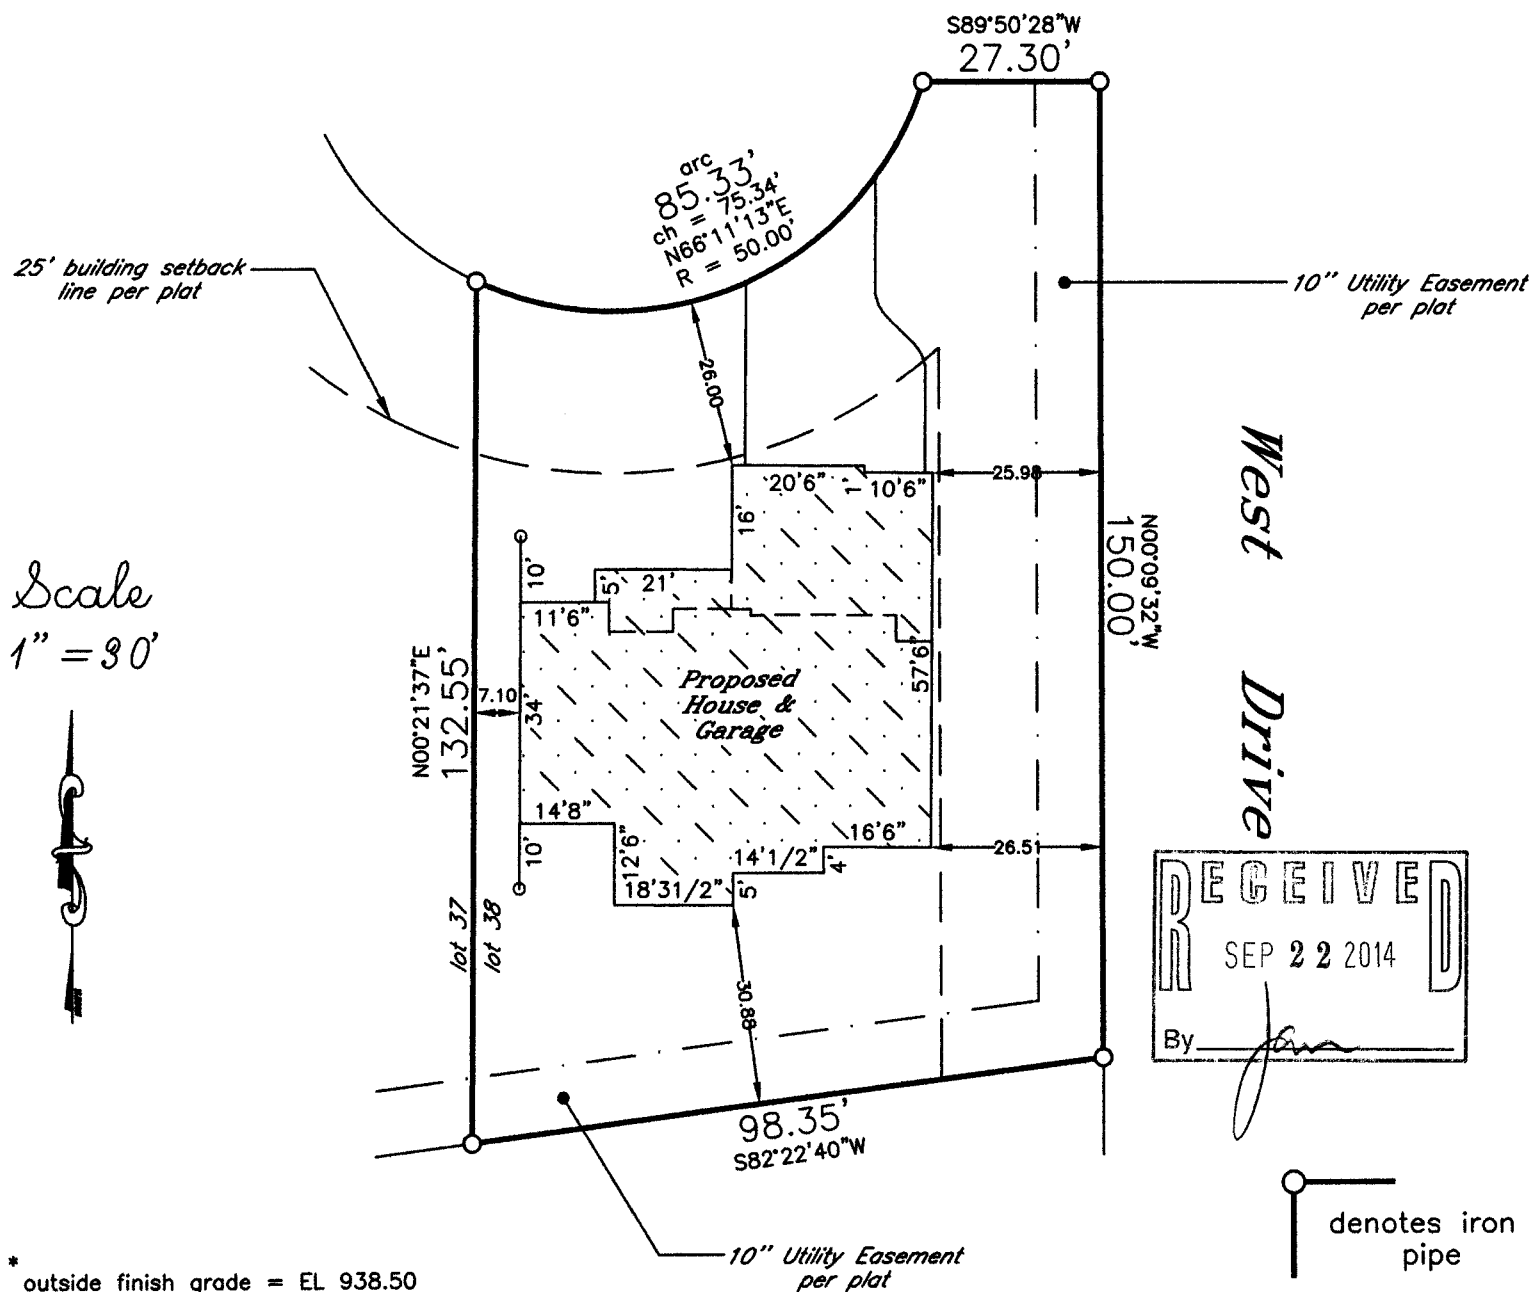 S89°50'28"W
27.30'
arc
85.33'
ch = 75.34'
N66°11'13"E
R = 50.00'
25' building setback
line per plat
10" Utility Easement
per plat
26.00
West Drive
20'6"
1'
10'6"
25.98
16'
N00°09'32"W
150.00'
Scale
1" = 30'
10'
5'
21'
11'6"
N00°21'37"E
132.55'
7.10
34'
Proposed
House &
Garage
57'6"
14'8"
10'
12'6"
18'31/2"
5'
14'1/2"
4'
16'6"
26.51
lot 37
lot 38
30.88
RECEIVED
SEP 22 2014
By
98.35'
S82°22'40"W
10" Utility Easement
per plat
denotes iron
pipe
* outside finish grade = EL 938.50